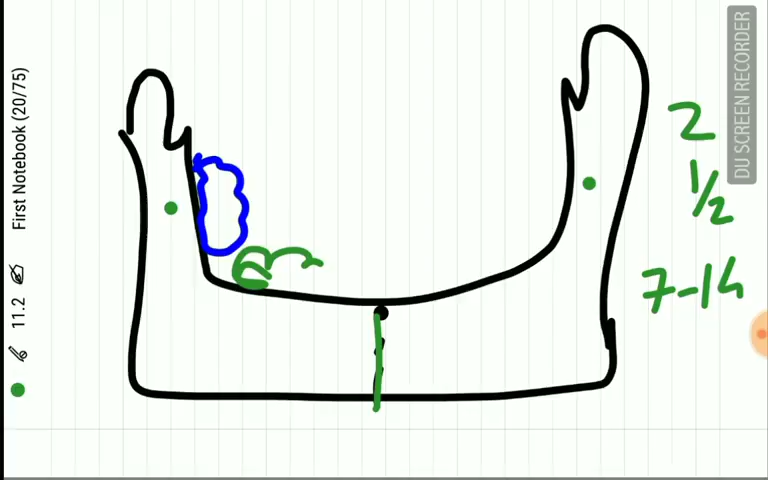 First Notebook (20/75)
11.2
2
1/2
7-14
DU SCREEN RECORDER